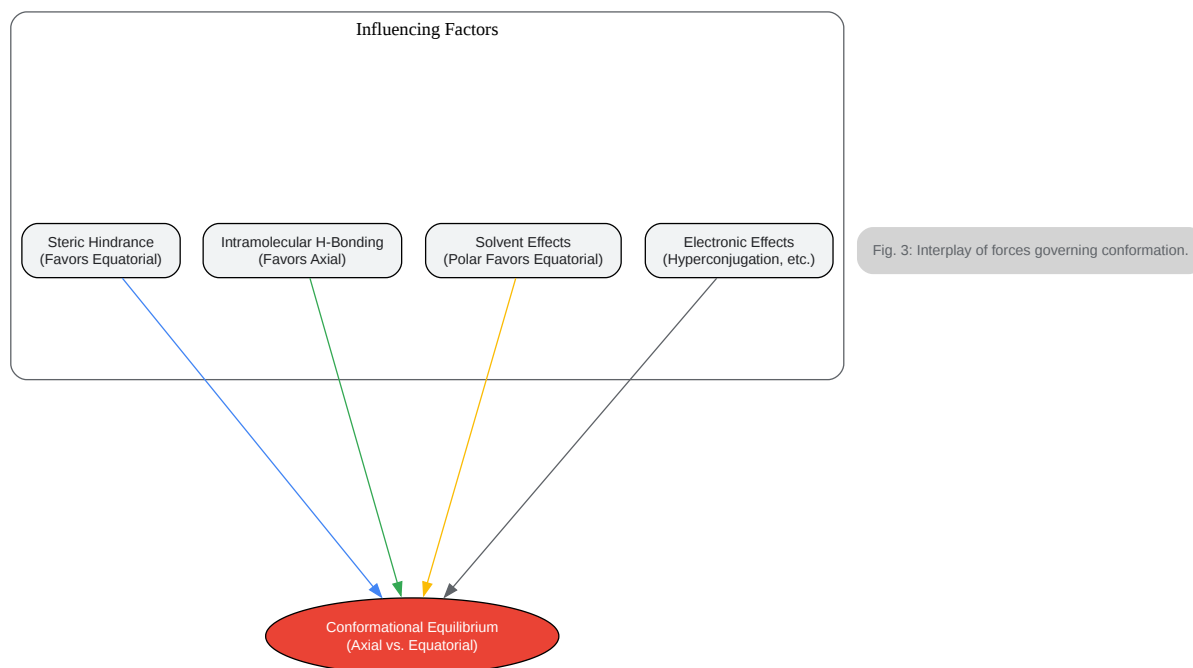 Influencing Factors
Steric Hindrance
(Favors Equatorial)
Intramolecular H-Bonding
(Favors Axial)
Solvent Effects
(Polar Favors Equatorial)
Electronic Effects
(Hyperconjugation, etc.)
Fig. 3: Interplay of forces governing conformation.
Conformational Equilibrium
(Axial vs. Equatorial)